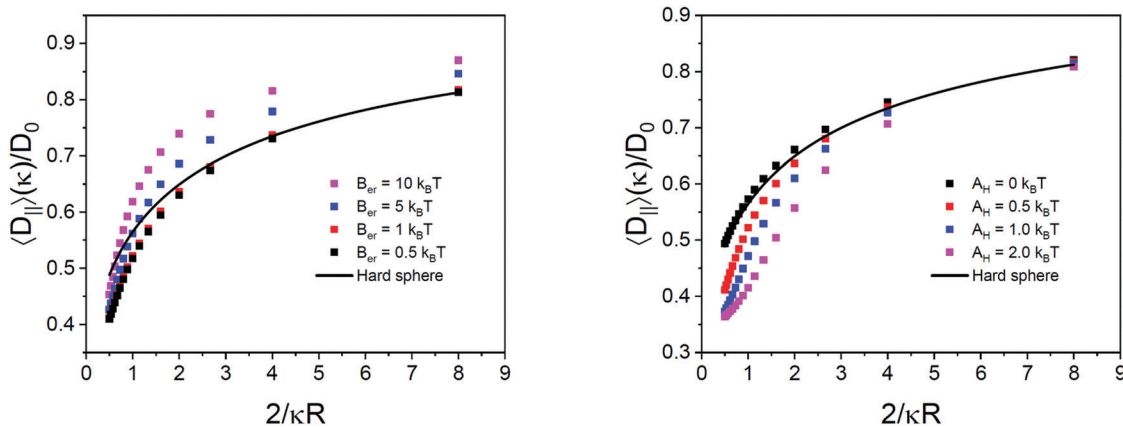 ⟨D||⟩(κ)/D0
0.9
0.8
0.7
0.6
0.5
0.4
Ber = 10 kBT
Ber = 5 kBT
Ber = 1 kBT
Ber = 0.5 kBT
Hard sphere
0 1 2 3 4 5 6 7 8 9
2/κR
⟨D||⟩(κ)/D0
0.9
0.8
0.7
0.6
0.5
0.4
0.3
AH = 0 kBT
AH = 0.5 kBT
AH = 1.0 kBT
AH = 2.0 kBT
Hard sphere
0 1 2 3 4 5 6 7 8 9
2/κR